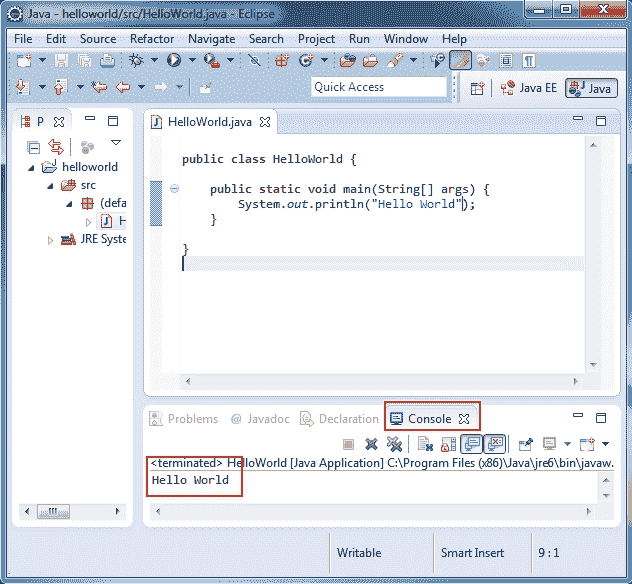 Java - helloworld/src/HelloWorld.java - Eclipse
File Edit Source Refactor Navigate Search Project Run Window Help
Quick Access Java EE Java
P
HelloWorld.java
helloworld
src
(defa
H
JRE Syste
public class HelloWorld {
public static void main(String[] args) {
System.out.println("Hello World");
}
}
Problems @ Javadoc Declaration Console
<terminated> HelloWorld [Java Application] C:\Program Files (x86)\Java\jre6\bin\javaw.
Hello World
Writable Smart Insert 9 : 1